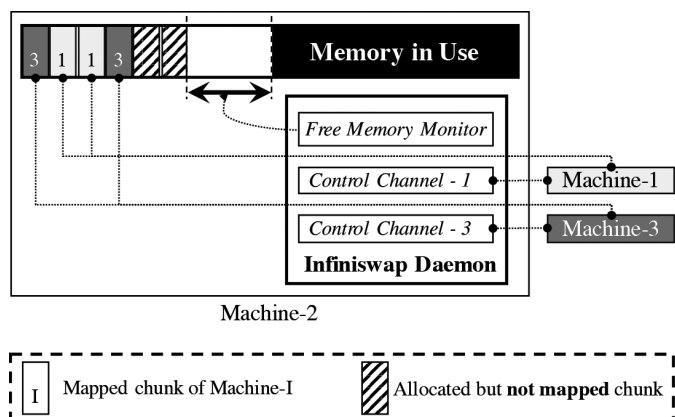 3 1 1 3 Memory in Use
Free Memory Monitor
Control Channel - 1 Machine-1
Control Channel - 3 Machine-3
Infiniswap Daemon
Machine-2
I Mapped chunk of Machine-I Allocated but not mapped chunk